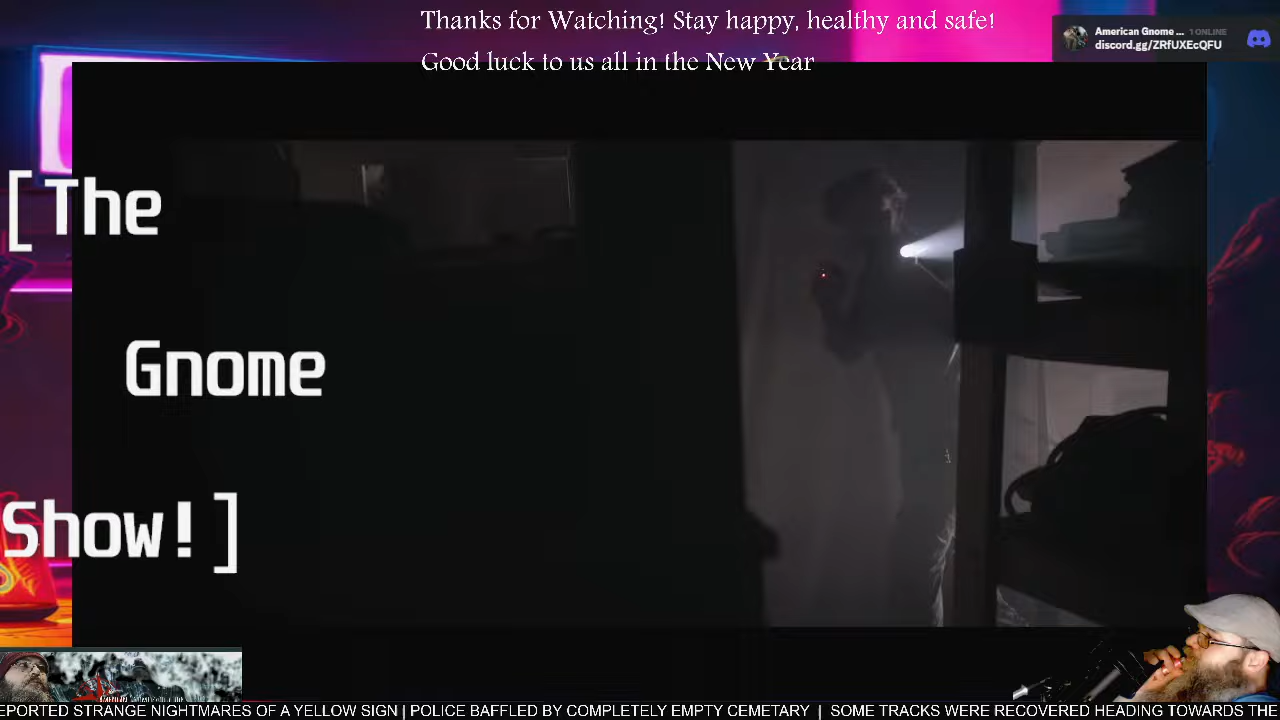 Thanks for Watching! Stay happy, healthy and safe!
Good luck to us all in the New Year
American Gnome ... 1 ONLINE
discord.gg/ZRfUXEcQFU
[The
Gnome
Show!]
EPORTED STRANGE NIGHTMARES OF A YELLOW SIGN | POLICE BAFFLED BY COMPLETELY EMPTY CEMETARY | SOME TRACKS WERE RECOVERED HEADING TOWARDS THE